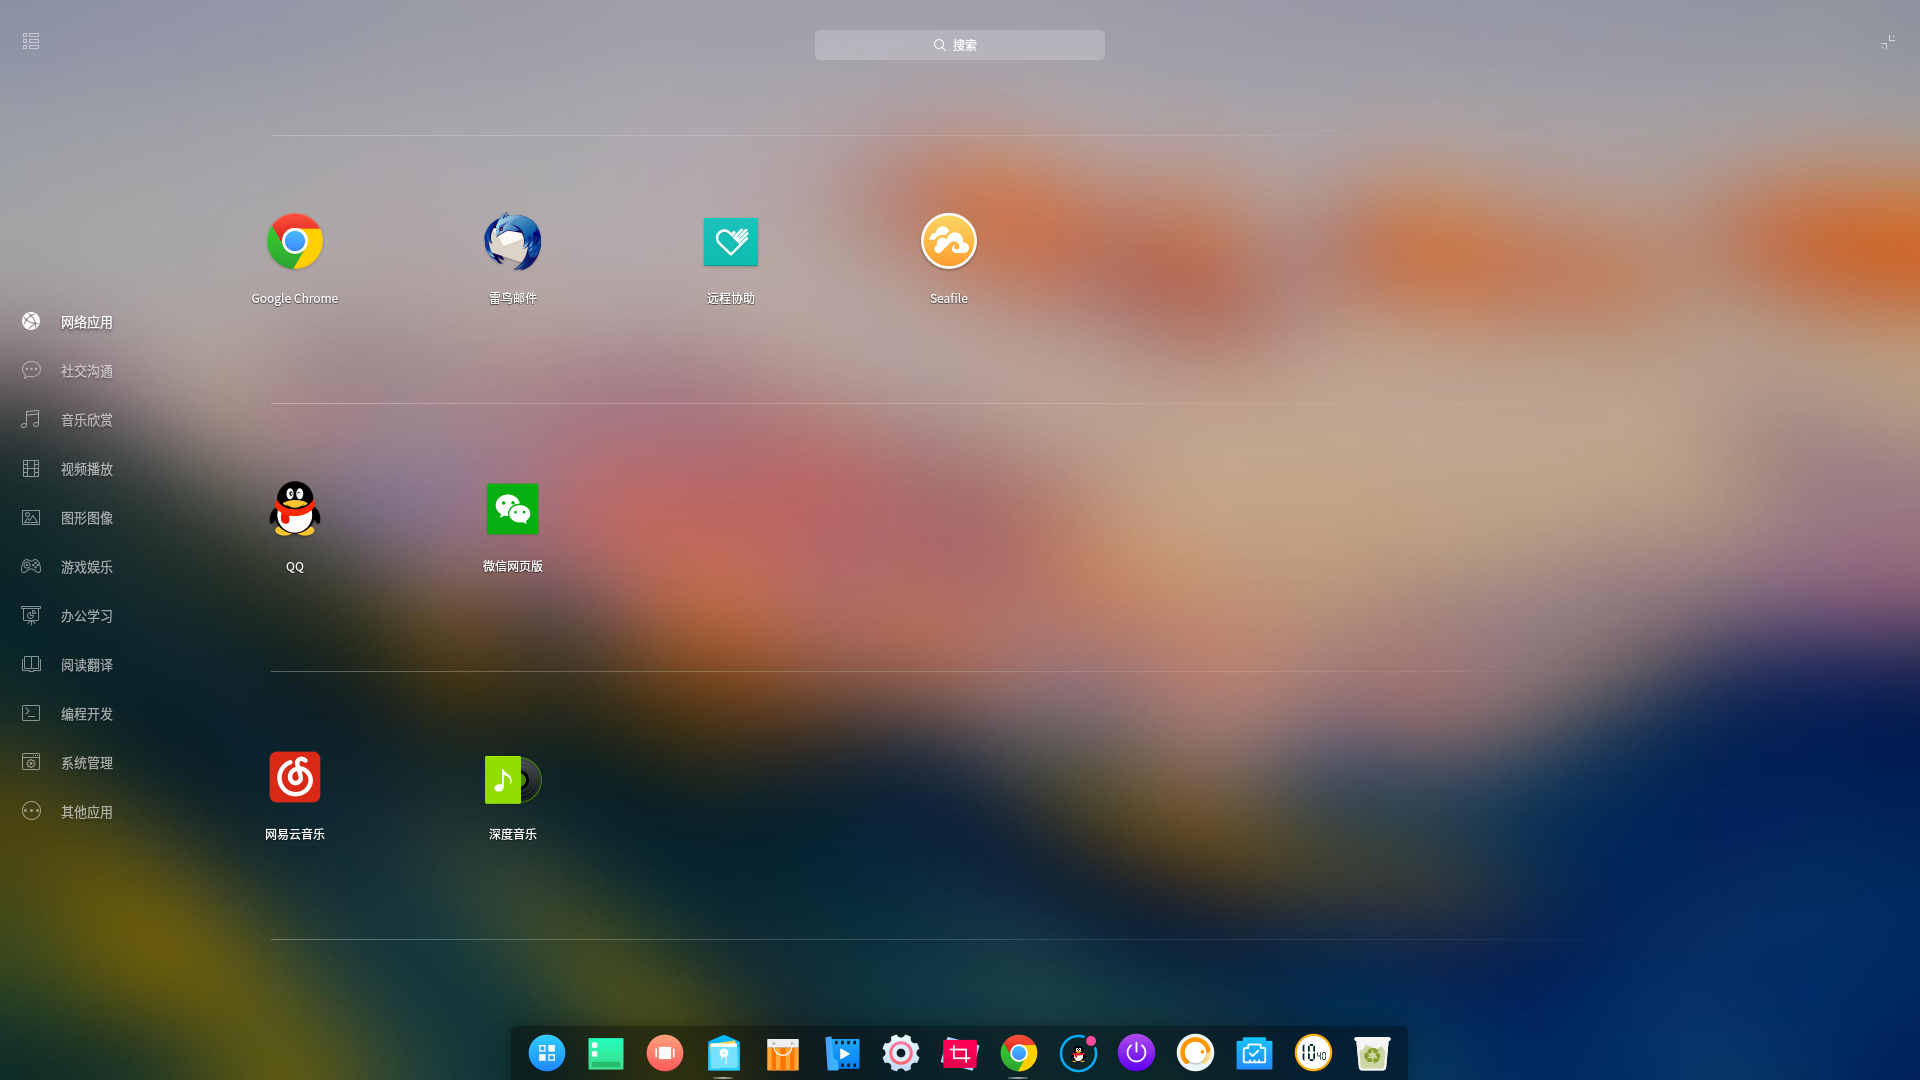 搜索
Google Chrome
雷鸟邮件
远程协助
Seafile
网络应用
社交沟通
音乐欣赏
视频播放
图形图像
游戏娱乐
办公学习
阅读翻译
编程开发
系统管理
其他应用
QQ
微信网页版
网易云音乐
深度音乐
10 40